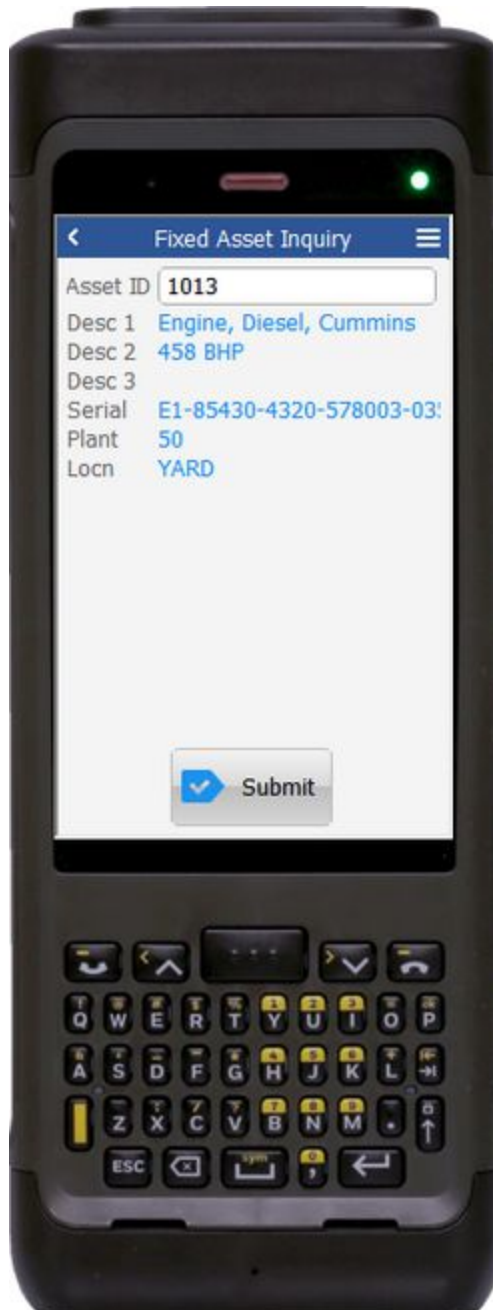 Fixed Asset Inquiry
Asset ID 1013
Desc 1 Engine, Diesel, Cummins
Desc 2 458 BHP
Desc 3
Serial E1-85430-4320-578003-03
Plant 50
Locn YARD
Submit
Q W E R T Y U I O P
A S D F G H J K L
Z X C V B N M .
ESC sym ,